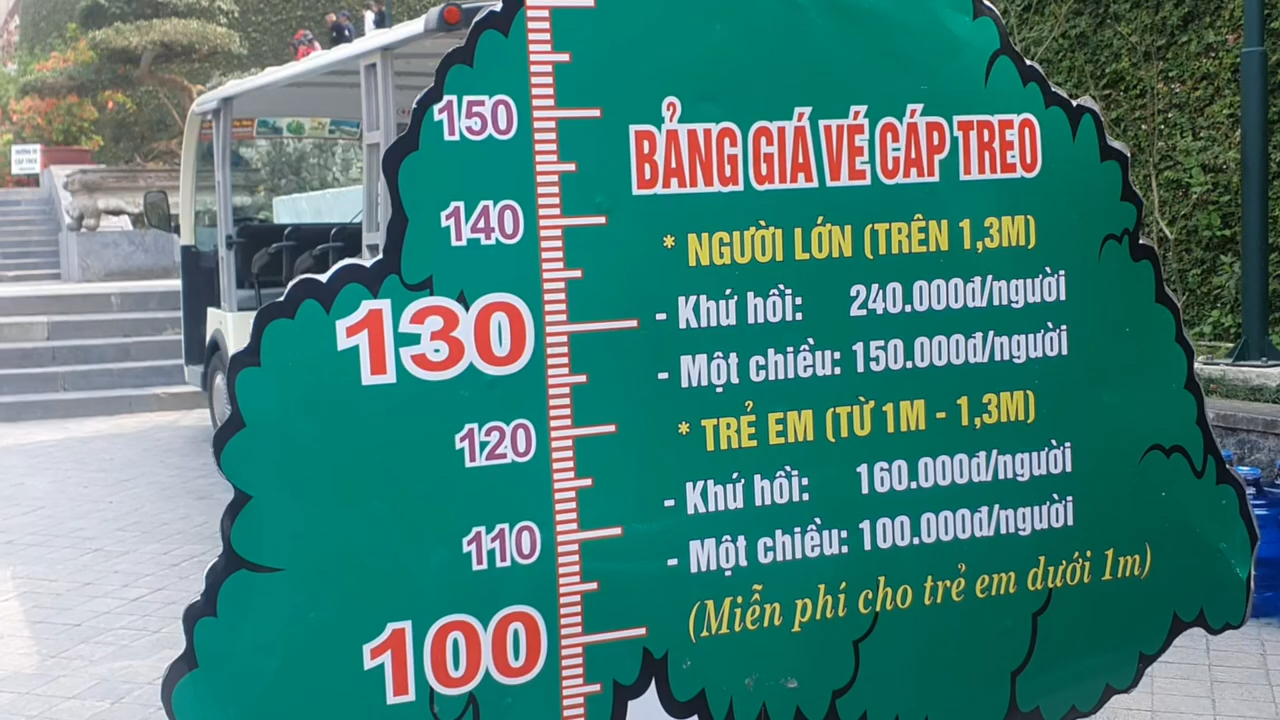 BẢNG GIÁ VÉ CÁP TREO
* NGƯỜI LỚN (TRÊN 1,3M)
- Khứ hồi: 240.000đ/người
- Một chiều: 150.000đ/người
* TRẺ EM (TỪ 1M - 1,3M)
- Khứ hồi: 160.000đ/người
- Một chiều: 100.000đ/người
(Miễn phí cho trẻ em dưới 1m)
150
140
130
120
110
100